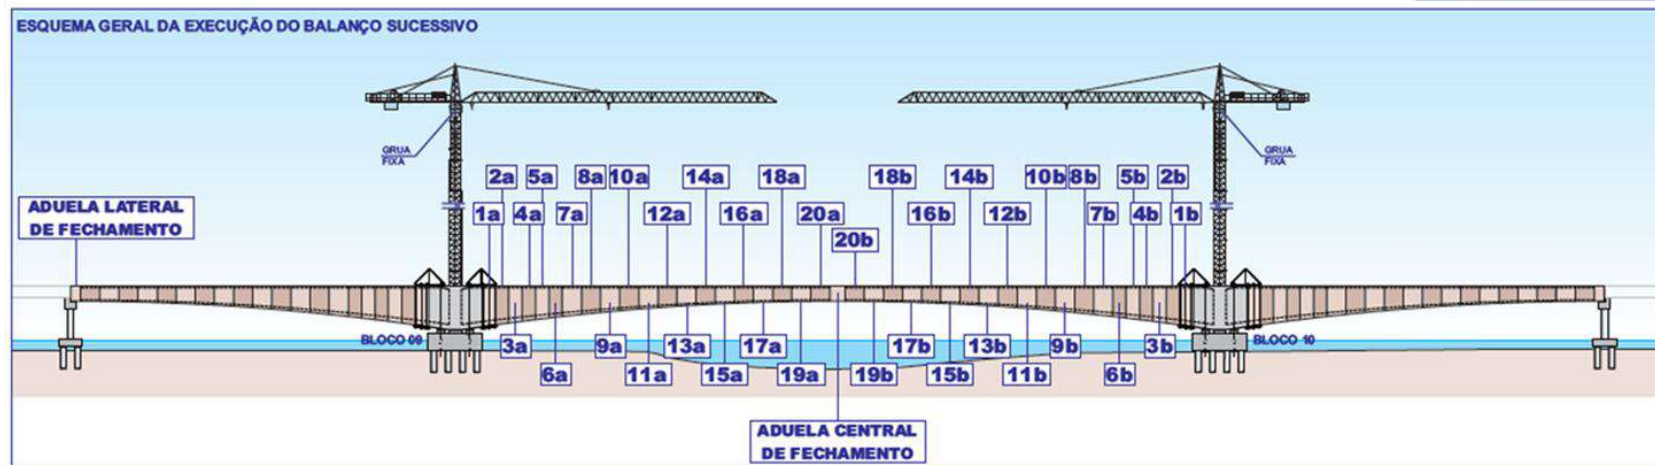 ESQUEMA GERAL DA EXECUÇÃO DO BALANÇO SUCESSIVO
GRUA
FIXA
GRUA
FIXA
2a 5a 8a 10a 14a 18a 18b 14b 10b 8b 5b 2b
ADUELA LATERAL
DE FECHAMENTO
1a 4a 7a 12a 16a 20a 16b 12b 7b 4b 1b
20b
BLOCO 09
BLOCO 10
3a 9a 13a 17a 17b 13b 9b 3b
6a 11a 15a 19a 19b 15b 11b 6b
ADUELA CENTRAL
DE FECHAMENTO